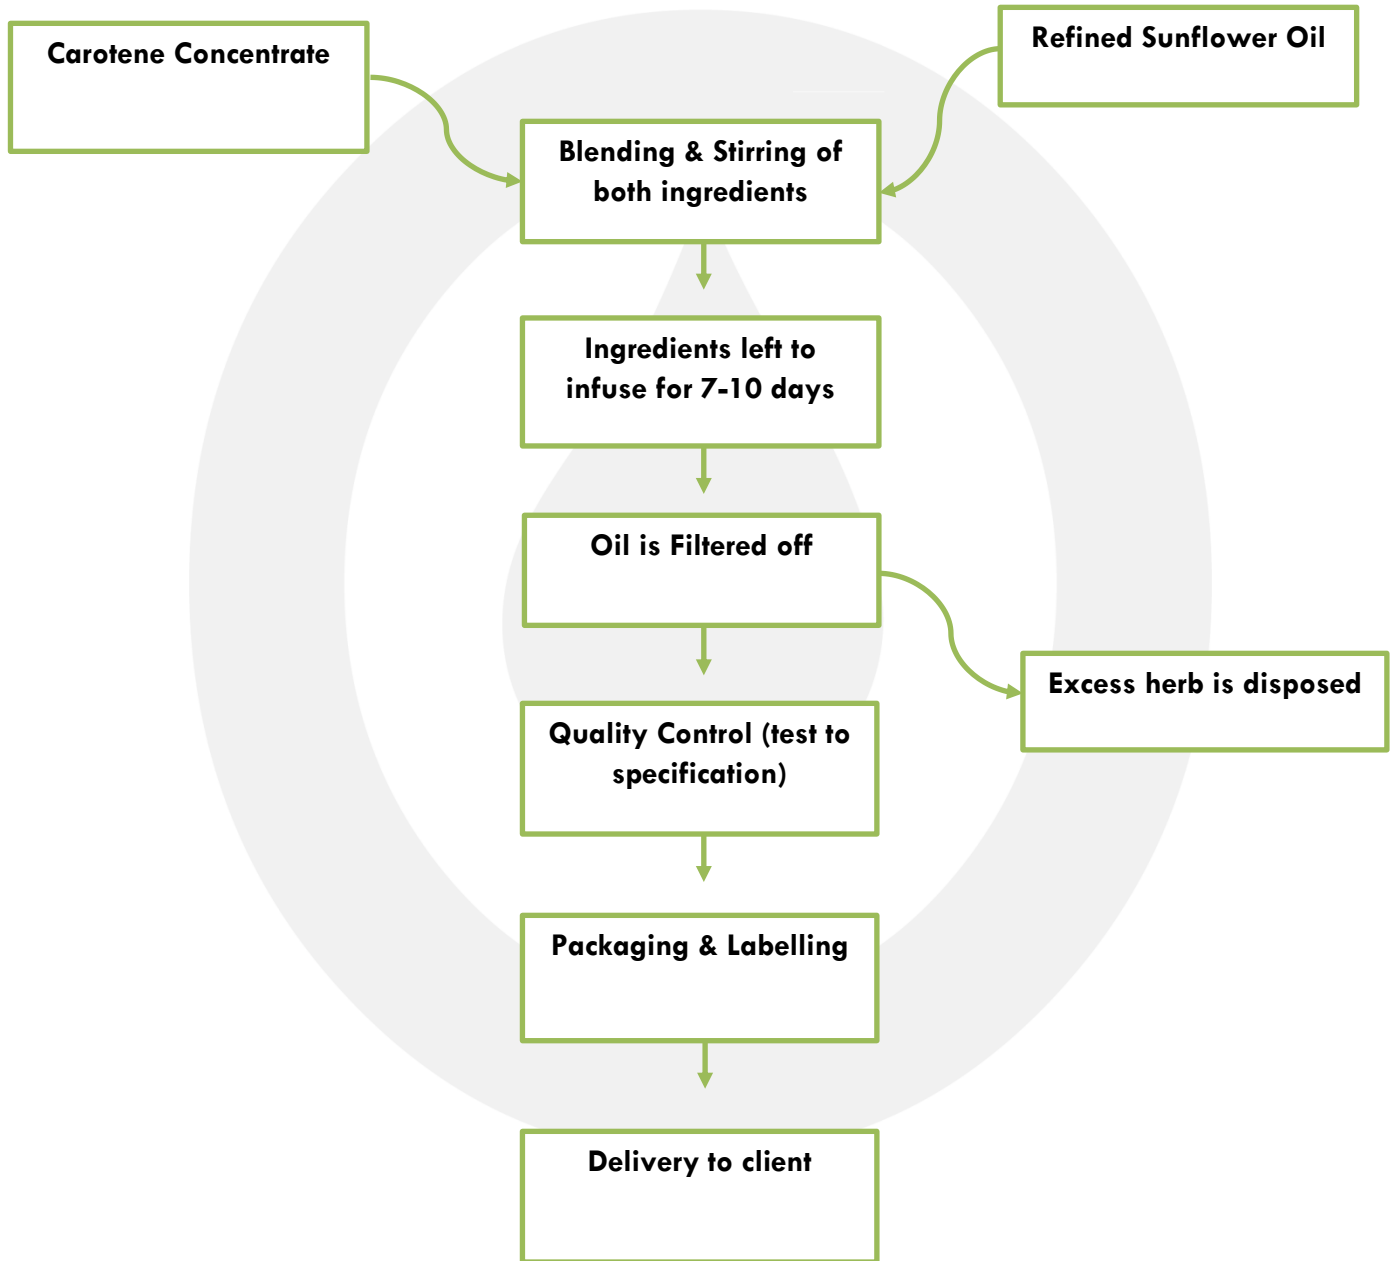 Carotene Concentrate
Refined Sunflower Oil
Blending & Stirring of
both ingredients
Ingredients left to
infuse for 7-10 days
Oil is Filtered off
Excess herb is disposed
Quality Control (test to
specification)
Packaging & Labelling
Delivery to client